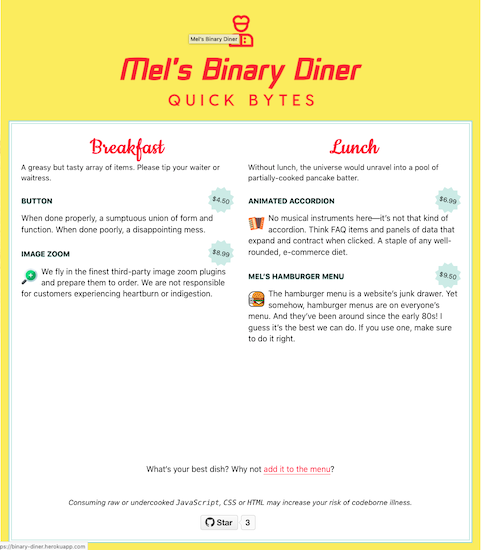 Mel's Binary Diner
Mel's Binary Diner
QUICK BYTES
Breakfast
A greasy but tasty array of items. Please tip your waiter or
waitress.
BUTTON
$4.50
When done properly, a sumptuous union of form and
function. When done poorly, a disappointing mess.
IMAGE ZOOM
$8.99
We fly in the finest third-party image zoom plugins
and prepare them to order. We are not responsible
for customers experiencing heartburn or indigestion.
Lunch
Without lunch, the universe would unravel into a pool of
partially-cooked pancake batter.
ANIMATED ACCORDION
$6.99
No musical instruments here—it's not that kind of
accordion. Think FAQ items and panels of data that
expand and contract when clicked. A staple of any well-
rounded, e-commerce diet.
MEL'S HAMBURGER MENU
$9.50
The hamburger menu is a website's junk drawer. Yet
somehow, hamburger menus are on everyone's
menu. And they've been around since the early 80s! I
guess it's the best we can do. If you use one, make sure
to do it right.
What's your best dish? Why not add it to the menu?
Consuming raw or undercooked JavaScript, CSS or HTML may increase your risk of codeborne illness.
Star
3
ps://binary-diner.herokuapp.com